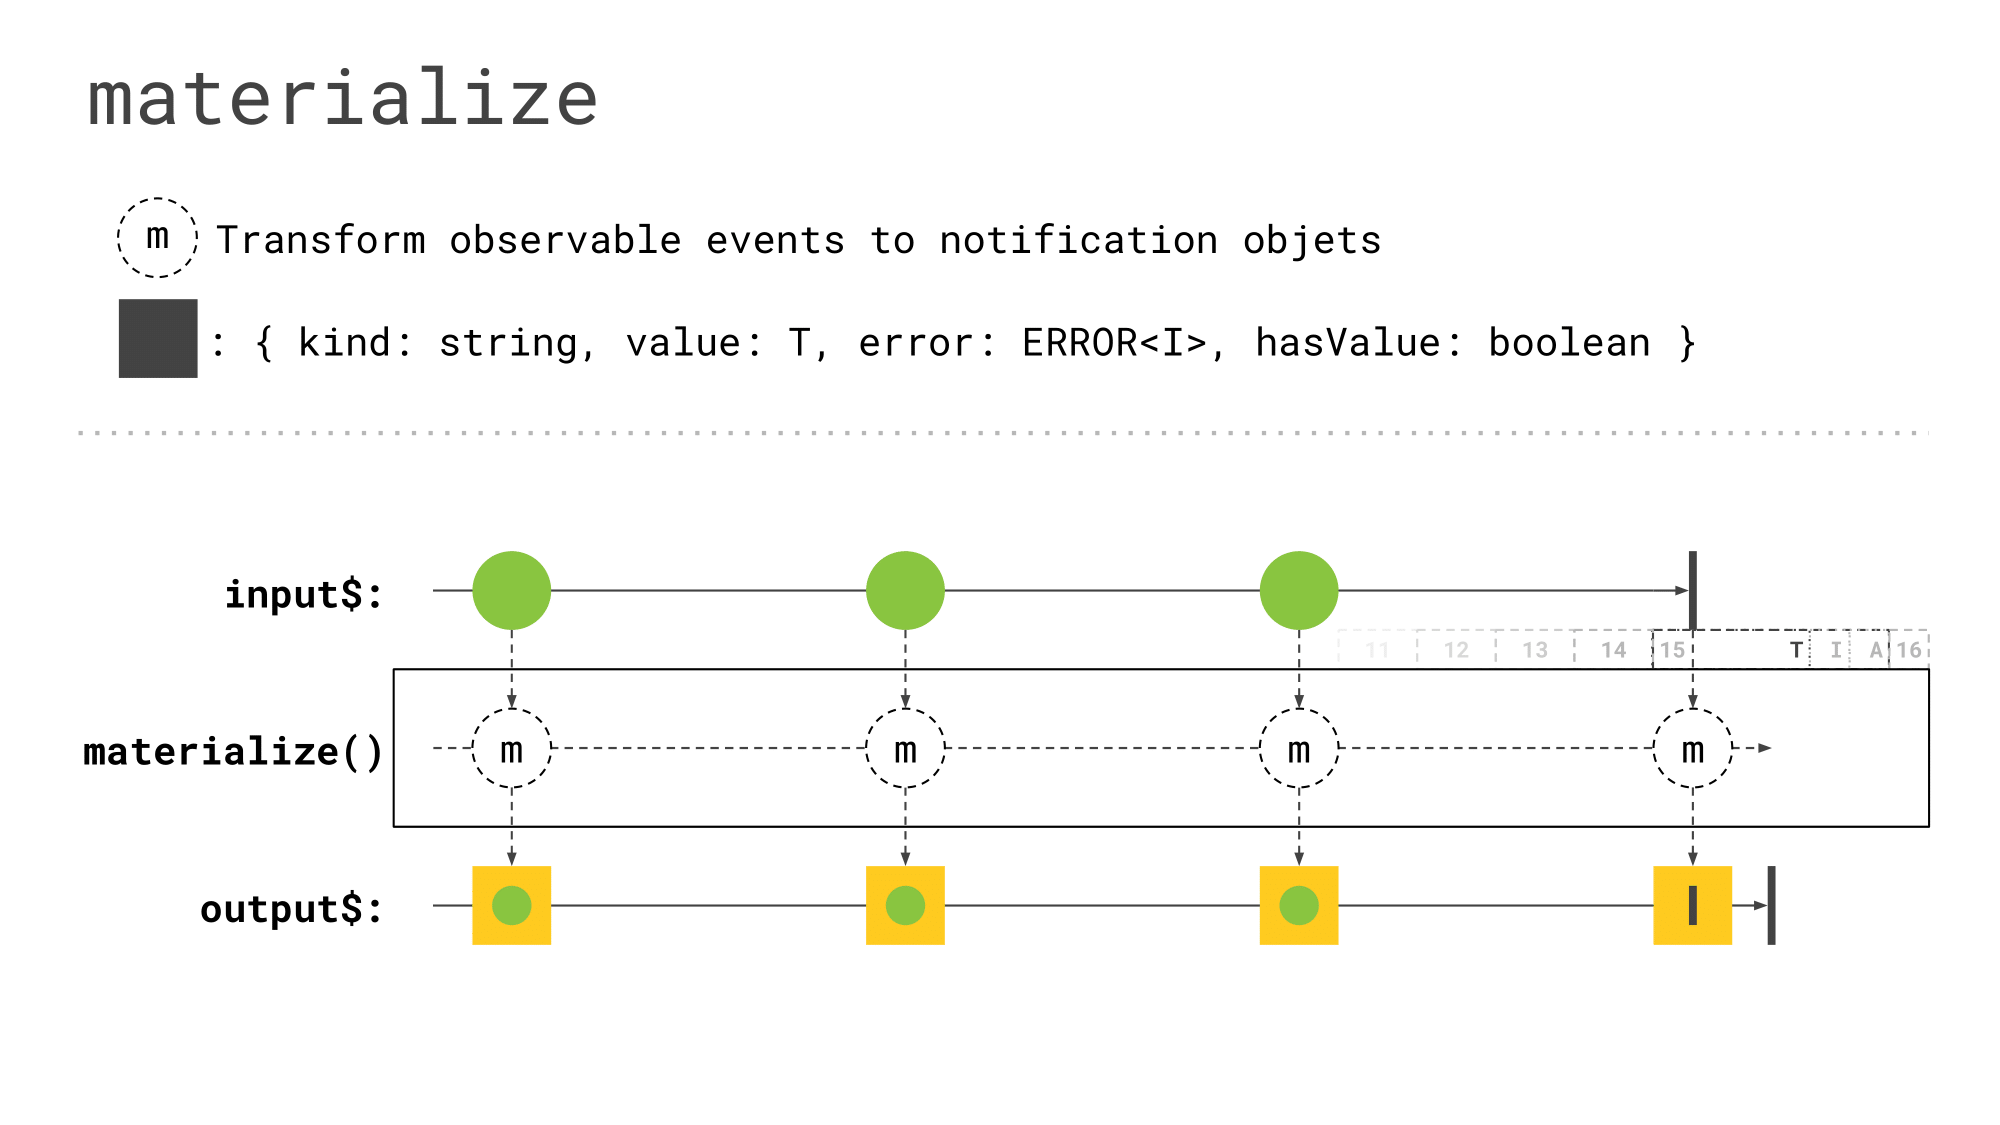 materialize
m Transform observable events to notification objets
: { kind: string, value: T, error: ERROR<I>, hasValue: boolean }
input$:
11 12 13 14 15 T I A 16
materialize() m m m m
output$: